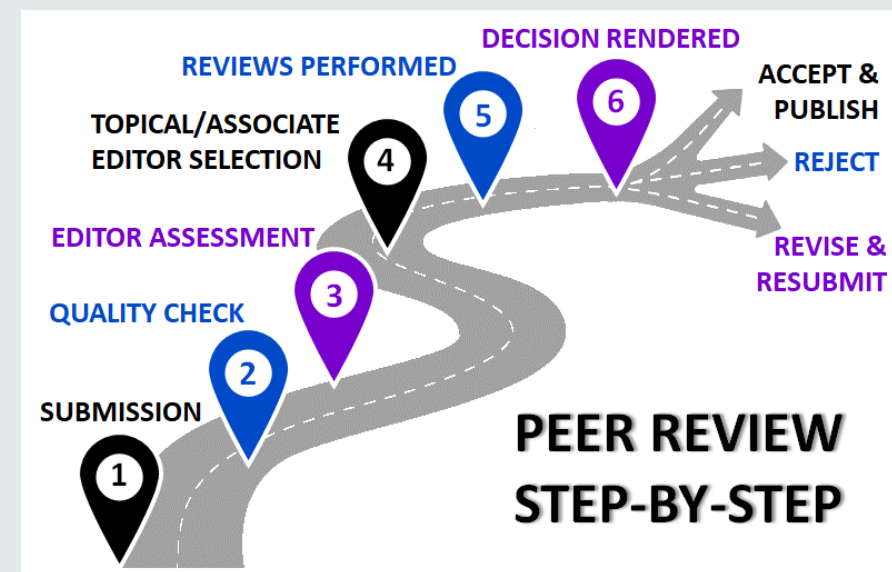 DECISION RENDERED
REVIEWS PERFORMED
ACCEPT &
PUBLISH
TOPICAL/ASSOCIATE
EDITOR SELECTION
REJECT
EDITOR ASSESSMENT
REVISE &
RESUBMIT
QUALITY CHECK
SUBMISSION
6
5
4
3
2
1
PEER REVIEW
STEP-BY-STEP